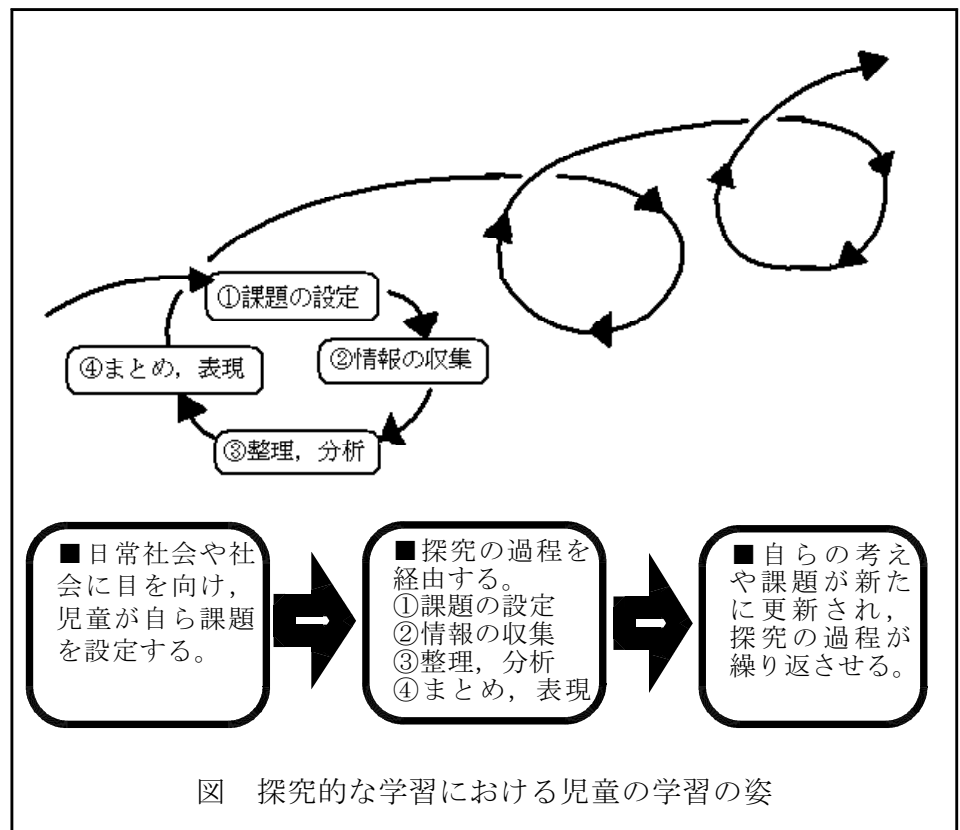 ①課題の設定
②情報の収集
④まとめ，表現
③整理，分析
■日常社会や社
会に目を向け，
児童が自ら課題
を設定する。
■探究の過程を
経由する。
①課題の設定
②情報の収集
③整理，分析
④まとめ，表現
■自らの考え
や課題が新た
に更新され，
探究の過程が
繰り返させる。
図　探究的な学習における児童の学習の姿